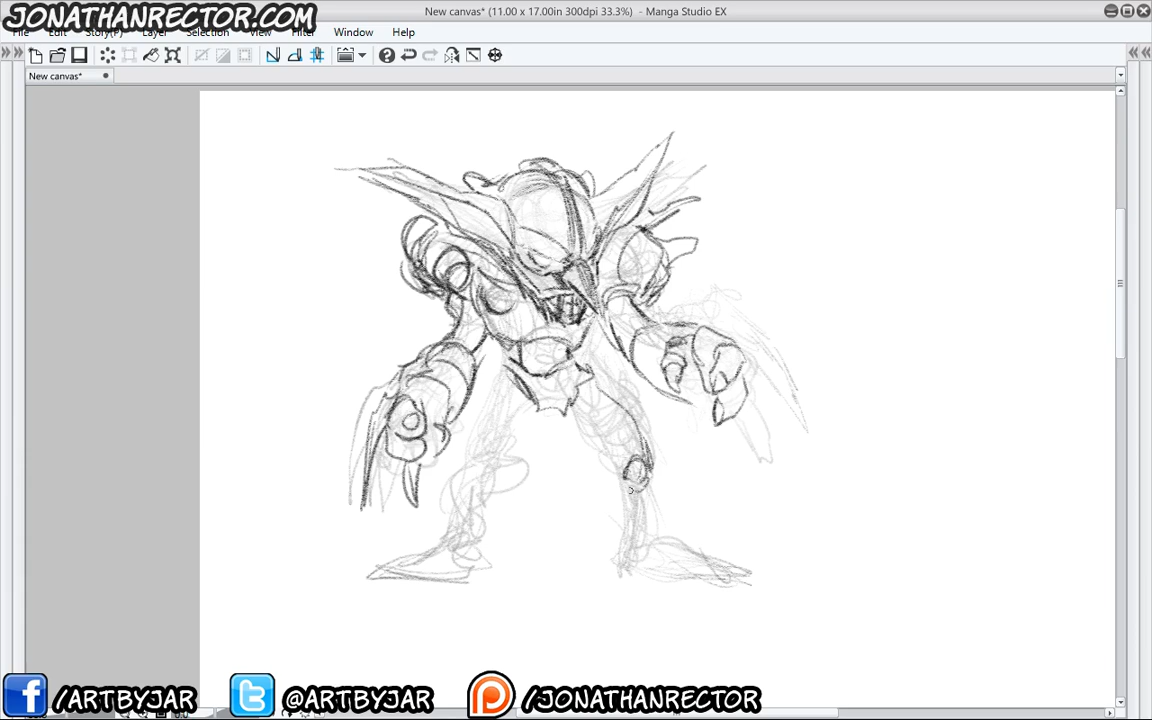 JONATHANRECTOR.COM
New canvas* (11.00 x 17.00in 300dpi 33.3%) - Manga Studio EX
File Edit Story(P) Layer Selection View Filter Window Help
New canvas*
/ARTBYJAR @ARTBYJAR /JONATHANRECTOR